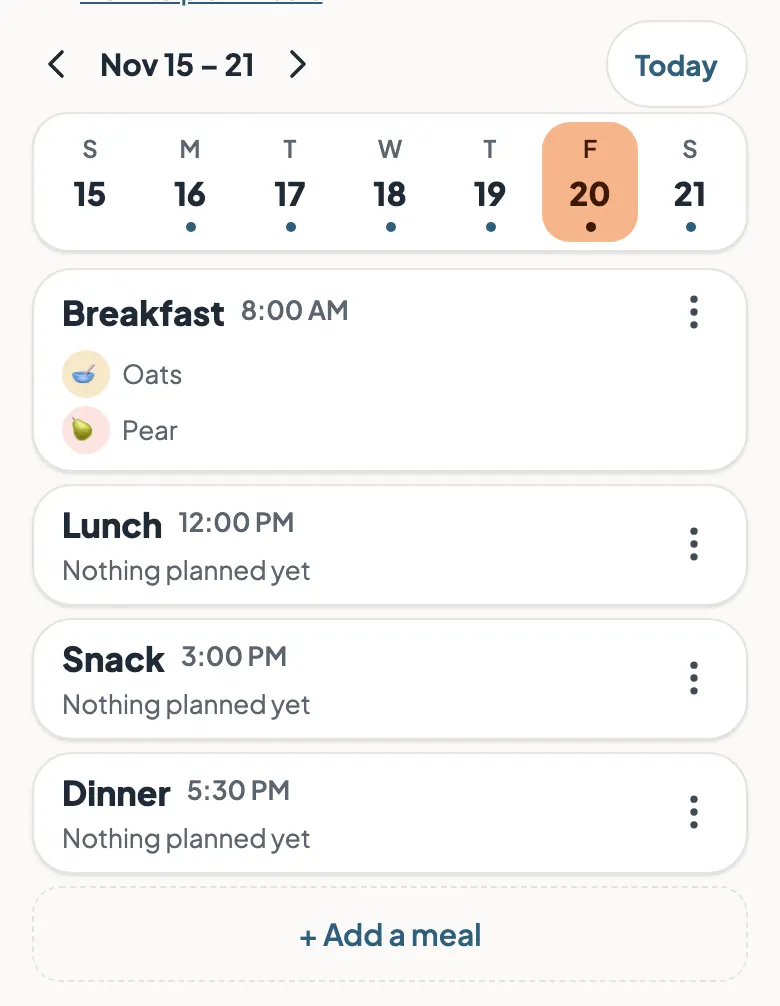 Nov 15 – 21
Today
S M T W T F S
15 16 17 18 19 20 21
Breakfast 8:00 AM
Oats
Pear
Lunch 12:00 PM
Nothing planned yet
Snack 3:00 PM
Nothing planned yet
Dinner 5:30 PM
Nothing planned yet
+ Add a meal